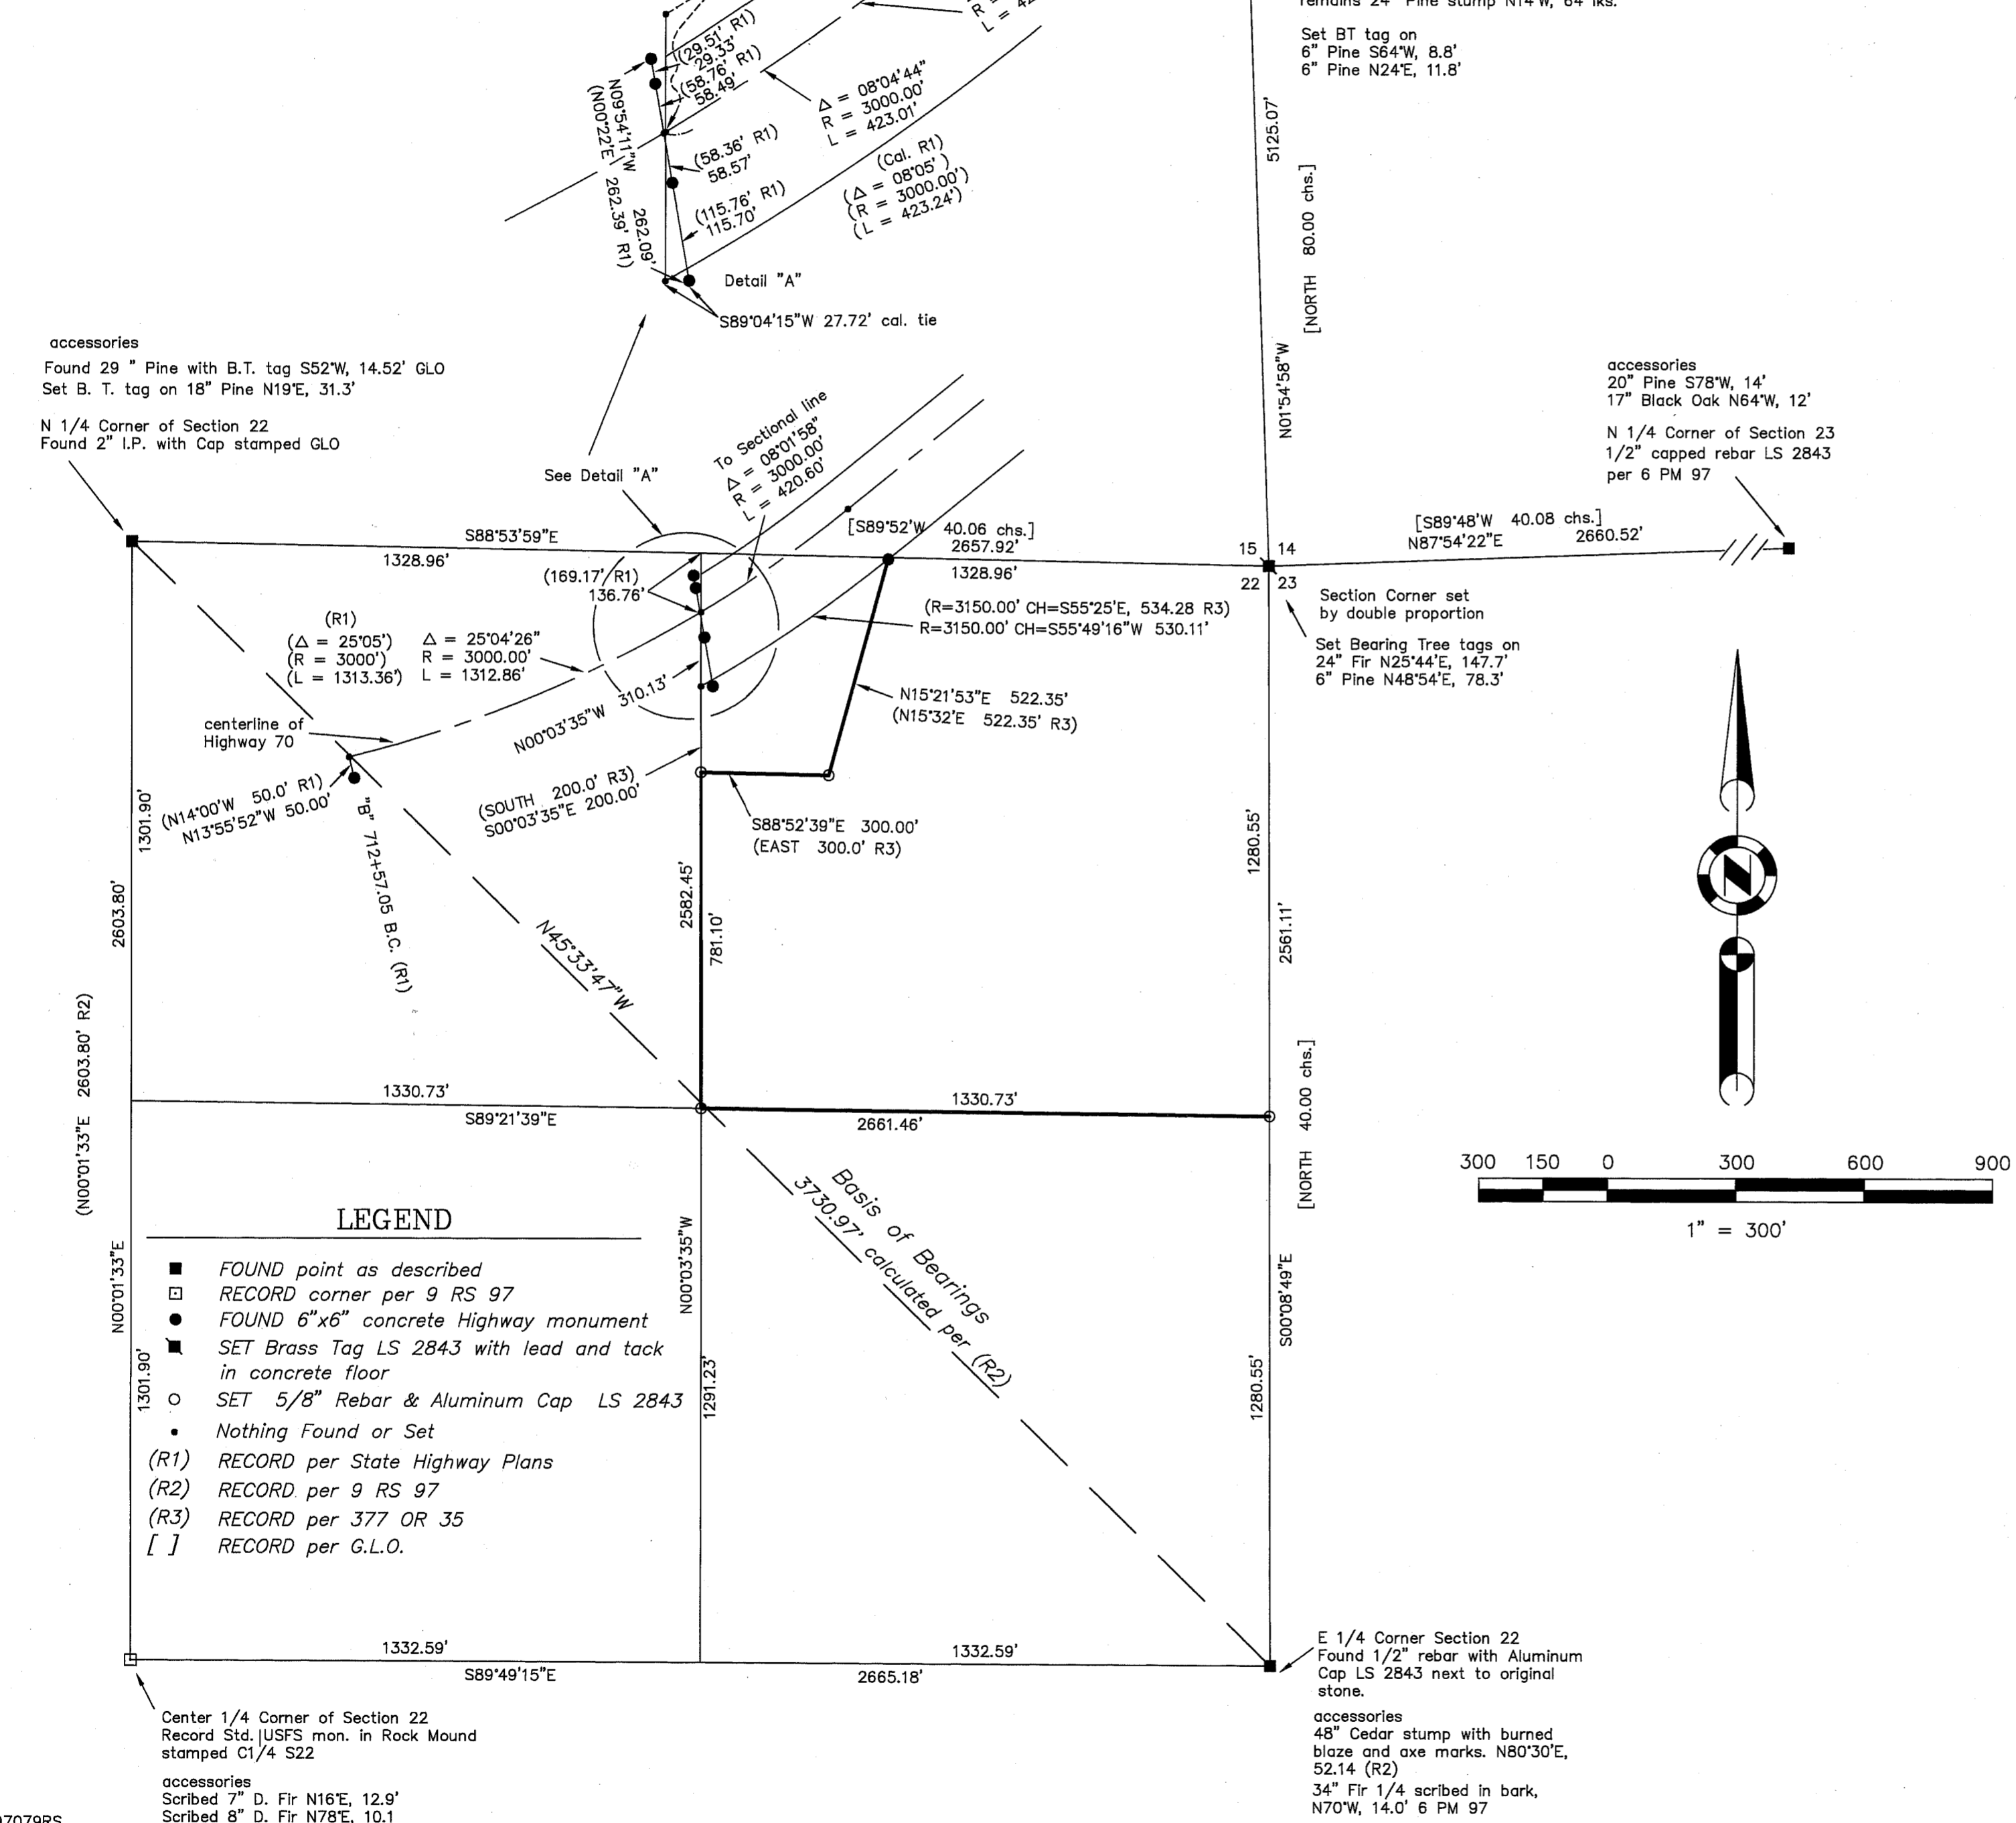 remains 24" Pine stump N14°W, 64 lks.
Set BT tag on
6" Pine S64°W, 8.8'
6" Pine N24°E, 11.8'
(29.51' R1)
29.33'
(58.76' R1)
58.49'
R =
L = 42
Δ = 08°04'44"
R = 3000.00'
L = 423.01'
N09°54'11"W 262.09'
(N00°22'E 262.39' R1)
(58.36' R1)
58.57'
(Cal. R1)
(Δ = 08°05')
(R = 3000.00')
(L = 423.24')
(115.76' R1)
115.70'
Detail "A"
S89°04'15"W 27.72' cal. tie
5125.07'
[NORTH 80.00 chs.]
N01°54'58"W
accessories
Found 29 " Pine with B.T. tag S52°W, 14.52' GLO
Set B. T. tag on 18" Pine N19°E, 31.3'
N 1/4 Corner of Section 22
Found 2" I.P. with Cap stamped GLO
accessories
20" Pine S78°W, 14'
17" Black Oak N64°W, 12'
N 1/4 Corner of Section 23
1/2" capped rebar LS 2843
per 6 PM 97
See Detail "A"
To Sectional line
Δ = 08°01'58"
R = 3000.00'
L = 420.60'
S88°53'59"E
1328.96'
[S89°52'W 40.06 chs.]
2657.92'
1328.96'
[S89°48'W 40.08 chs.]
N87°54'22"E 2660.52'
15 14
22 23
(169.17' R1)
136.76'
Section Corner set
by double proportion
Set Bearing Tree tags on
24" Fir N25°44'E, 147.7'
6" Pine N48°54'E, 78.3'
(R=3150.00' CH=S55°25'E, 534.28 R3)
R=3150.00' CH=S55°49'16"W 530.11'
(R1)
(Δ = 25°05') Δ = 25°04'26"
(R = 3000') R = 3000.00'
(L = 1313.36') L = 1312.86'
N15°21'53"E 522.35'
(N15°32'E 522.35' R3)
centerline of
Highway 70
N00°03'35"W 310.13'
(N14°00'W 50.0' R1)
N13°55'52"W 50.00'
(SOUTH 200.0' R3)
S00°03'35"E 200.00'
S88°52'39"E 300.00'
(EAST 300.0' R3)
"B" 712+57.05 B.C. (R1)
1301.90'
2603.80'
(N00°01'33"E 2603.80' R2)
N00°01'33"E
1301.90'
2582.45'
781.10'
N45°33'47"W
1280.55'
2561.11'
[NORTH 40.00 chs.]
S00°08'49"E
1280.55'
1330.73'
S89°21'39"E
1330.73'
2661.46'
N00°03'35"W
1291.23'
Basis of Bearings
3730.97' calculated per (R2)
N
300 150 0 300 600 900
1" = 300'
LEGEND
FOUND point as described
RECORD corner per 9 RS 97
FOUND 6"x6" concrete Highway monument
SET Brass Tag LS 2843 with lead and tack
in concrete floor
SET 5/8" Rebar & Aluminum Cap LS 2843
Nothing Found or Set
(R1) RECORD per State Highway Plans
(R2) RECORD per 9 RS 97
(R3) RECORD per 377 OR 35
[ ] RECORD per G.L.O.
1332.59'
S89°49'15"E
1332.59'
2665.18'
Center 1/4 Corner of Section 22
Record Std. USFS mon. in Rock Mound
stamped C1/4 S22
accessories
Scribed 7" D. Fir N16°E, 12.9'
Scribed 8" D. Fir N78°E, 10.1
E 1/4 Corner Section 22
Found 1/2" rebar with Aluminum
Cap LS 2843 next to original
stone.
accessories
48" Cedar stump with burned
blaze and axe marks. N80°30'E,
52.14 (R2)
34" Fir 1/4 scribed in bark,
N70°W, 14.0' 6 PM 97
97079RS